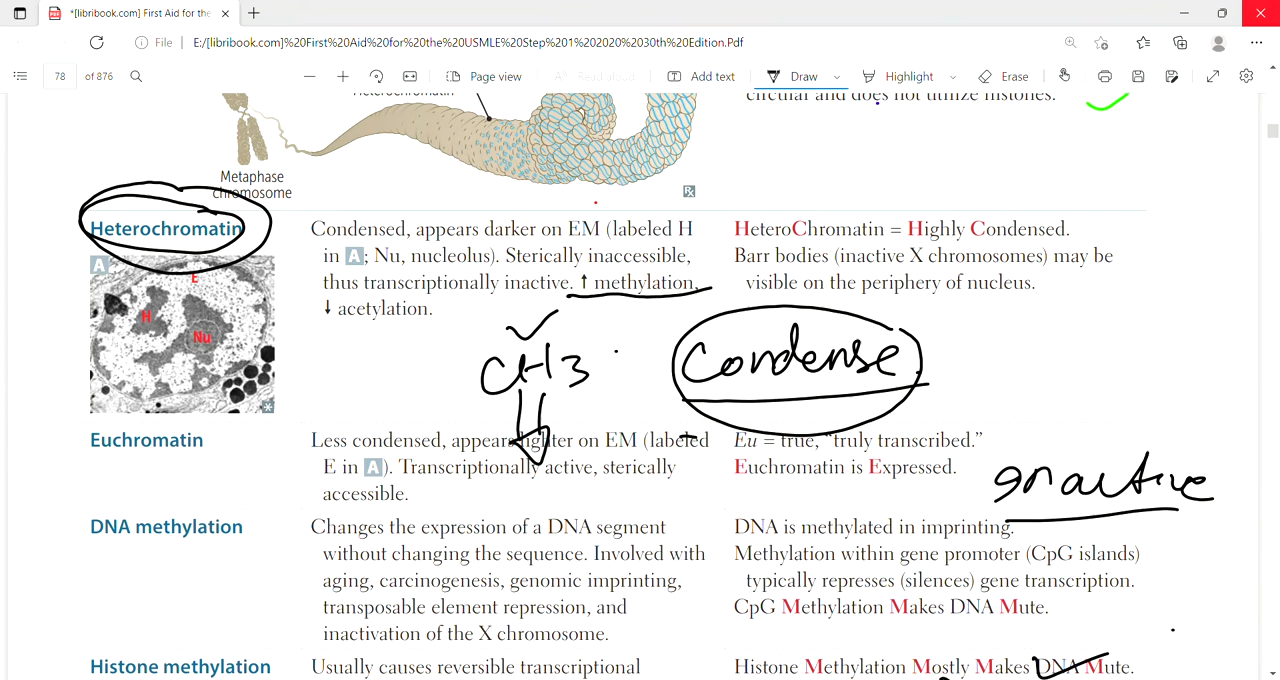 *[libribook.com] First Aid for the
File
E:/[libribook.com]%20First%20Aid%20for%20the%20USMLE%20Step%201%202020%2030th%20Edition.Pdf
78 of 876
Page view
Read aloud
Add text
Draw
Highlight
Erase
Heterochromatin
circular and does not utilize histones.
Metaphase
chromosome
Rx
Heterochromatin
Condensed, appears darker on EM (labeled H
in A; Nu, nucleolus). Sterically inaccessible,
thus transcriptionally inactive. ↑ methylation,
↓ acetylation.
HeteroChromatin = Highly Condensed.
Barr bodies (inactive X chromosomes) may be
visible on the periphery of nucleus.
A
E
H
Nu
CH3
Condense
Euchromatin
Less condensed, appears lighter on EM (labeled
E in A). Transcriptionally active, sterically
accessible.
Eu = true, “truly transcribed.”
Euchromatin is Expressed.
inactive
DNA methylation
Changes the expression of a DNA segment
without changing the sequence. Involved with
aging, carcinogenesis, genomic imprinting,
transposable element repression, and
inactivation of the X chromosome.
DNA is methylated in imprinting.
Methylation within gene promoter (CpG islands)
typically represses (silences) gene transcription.
CpG Methylation Makes DNA Mute.
Histone methylation
Usually causes reversible transcriptional
Histone Methylation Mostly Makes DNA Mute.